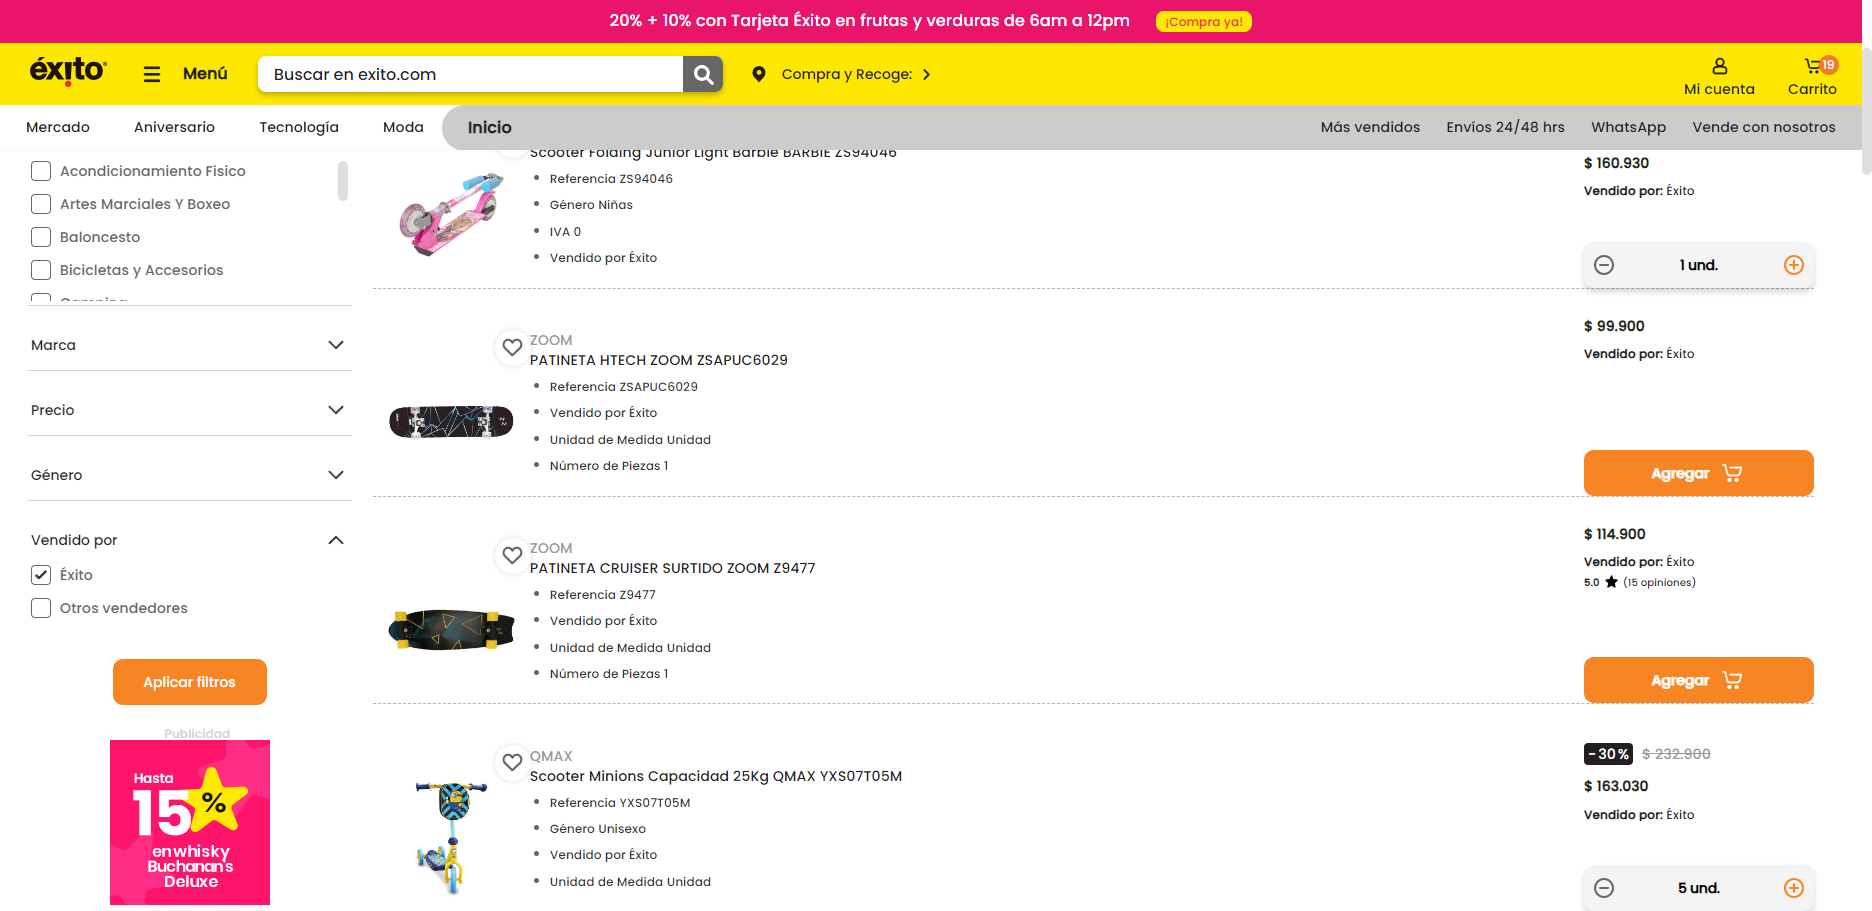 20% + 10% con Tarjeta Éxito en frutas y verduras de 6am a 12pm
¡Compra ya!
éxito
Menú
Buscar en exito.com
Compra y Recoge:
Mi cuenta
19
Carrito
Mercado
Aniversario
Tecnología
Moda
Inicio
Más vendidos
Envíos 24/48 hrs
WhatsApp
Vende con nosotros
Acondicionamiento Fisico
Artes Marciales Y Boxeo
Baloncesto
Bicicletas y Accesorios
Camping
Marca
Precio
Género
Vendido por
Éxito
Otros vendedores
Aplicar filtros
Publicidad
Hasta
15%
en whisky
Buchanan's
Deluxe
Scooter Folding Junior Light Barbie BARBIE ZS94046
Referencia ZS94046
Género Niñas
IVA 0
Vendido por Éxito
$ 160.930
Vendido por: Éxito
1 und.
ZOOM
PATINETA HTECH ZOOM ZSAPUC6029
Referencia ZSAPUC6029
Vendido por Éxito
Unidad de Medida Unidad
Número de Piezas 1
$ 99.900
Vendido por: Éxito
Agregar
ZOOM
PATINETA CRUISER SURTIDO ZOOM Z9477
Referencia Z9477
Vendido por Éxito
Unidad de Medida Unidad
Número de Piezas 1
$ 114.900
Vendido por: Éxito
5.0 (15 opiniones)
Agregar
QMAX
Scooter Minions Capacidad 25Kg QMAX YXS07T05M
Referencia YXS07T05M
Género Unisexo
Vendido por Éxito
Unidad de Medida Unidad
-30% $ 232.900
$ 163.030
Vendido por: Éxito
5 und.